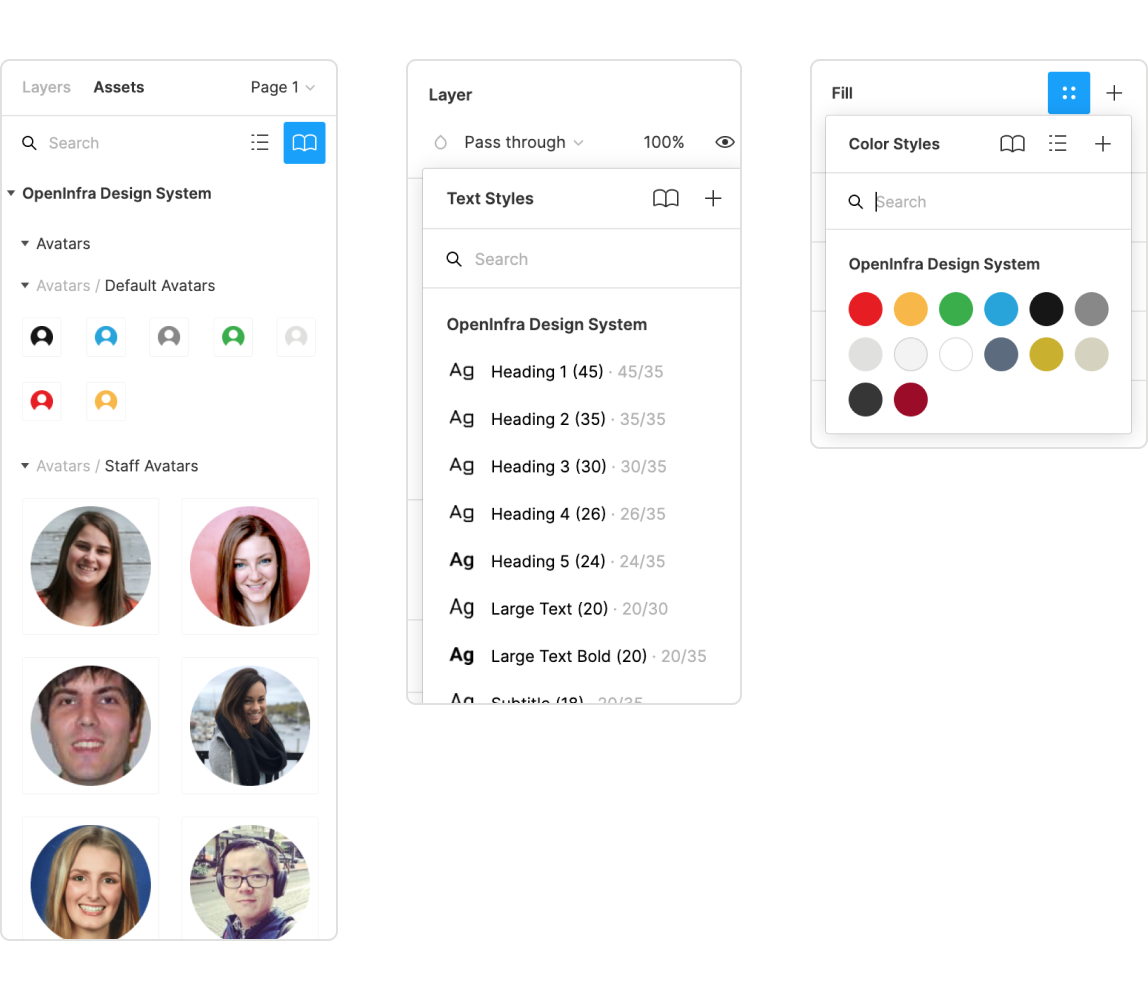 Layers Assets Page 1
Search
OpenInfra Design System
Avatars
Avatars / Default Avatars
Avatars / Staff Avatars
Layer
Pass through 100%
Text Styles
Search
OpenInfra Design System
Ag Heading 1 (45) · 45/35
Ag Heading 2 (35) · 35/35
Ag Heading 3 (30) · 30/35
Ag Heading 4 (26) · 26/35
Ag Heading 5 (24) · 24/35
Ag Large Text (20) · 20/30
Ag Large Text Bold (20) · 20/35
Ag Subtitle (18) · 20/35
Fill
Color Styles
Search
OpenInfra Design System